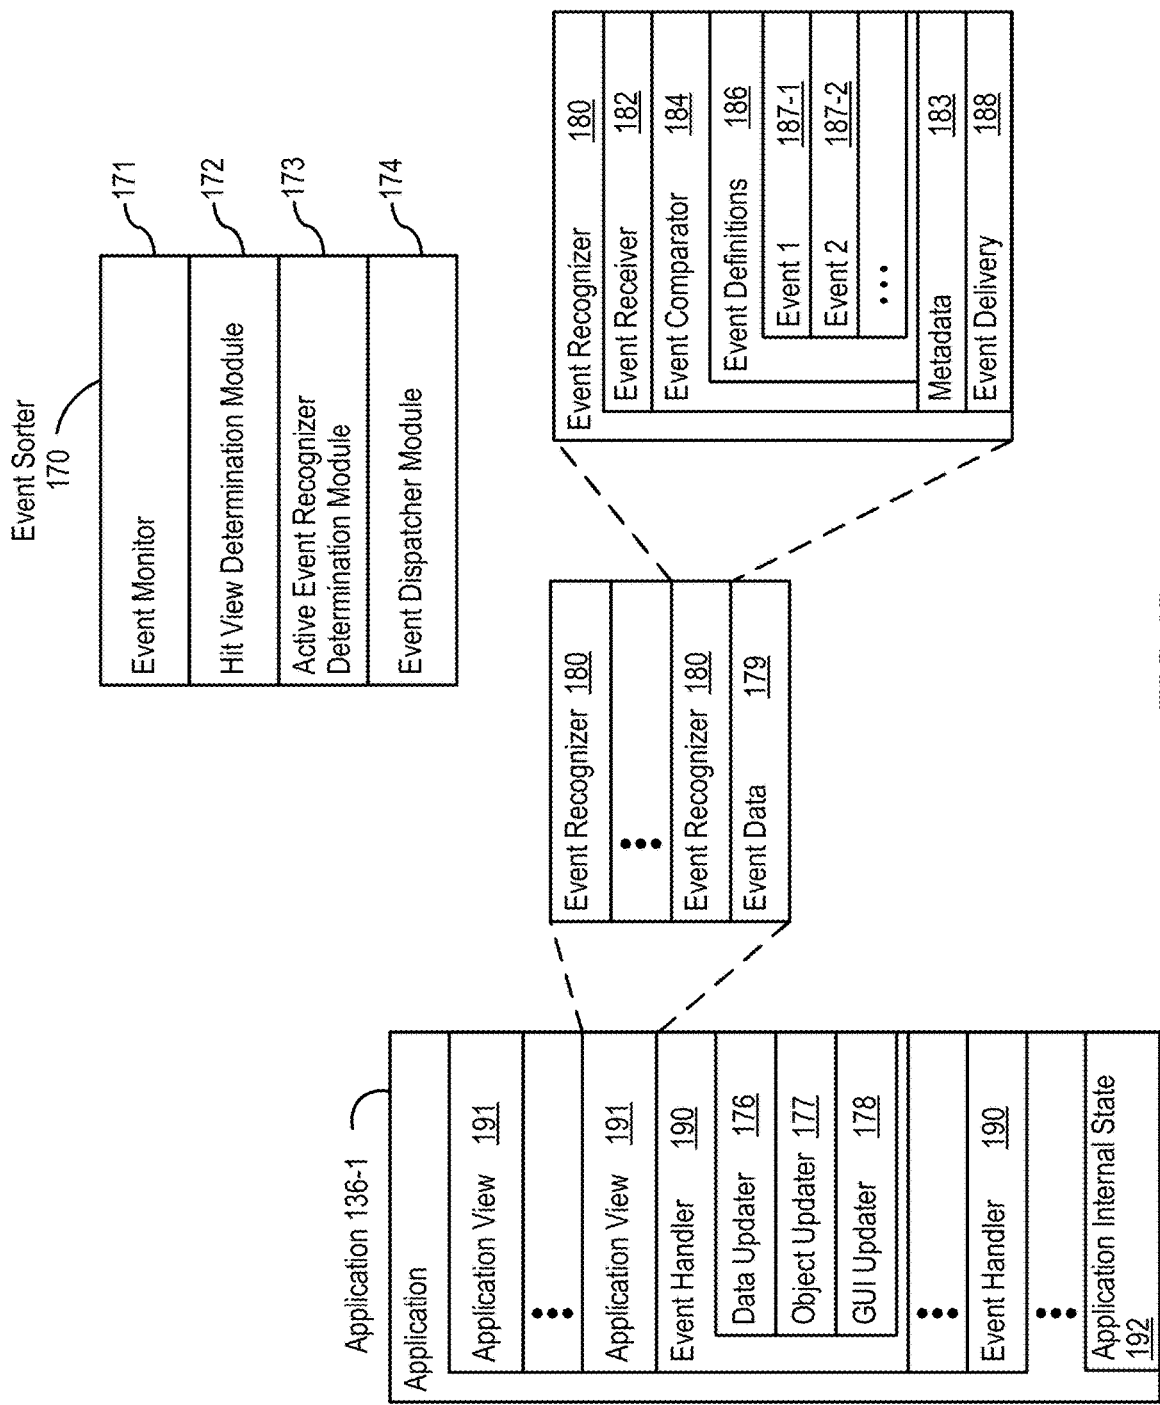 Event Sorter
170
Event Monitor
171
Hit View Determination Module
172
Active Event Recognizer
Determination Module
173
Event Dispatcher Module
174
Application 136-1
Application
Application View 191
•••
Application View 191
Event Handler 190
Data Updater 176
Object Updater 177
GUI Updater 178
•••
Event Handler 190
•••
Application Internal State
192
Event Recognizer 180
•••
Event Recognizer 180
Event Data 179
Event Recognizer 180
Event Receiver 182
Event Comparator 184
Event Definitions 186
Event 1 187-1
Event 2 187-2
•••
Metadata 183
Event Delivery 188